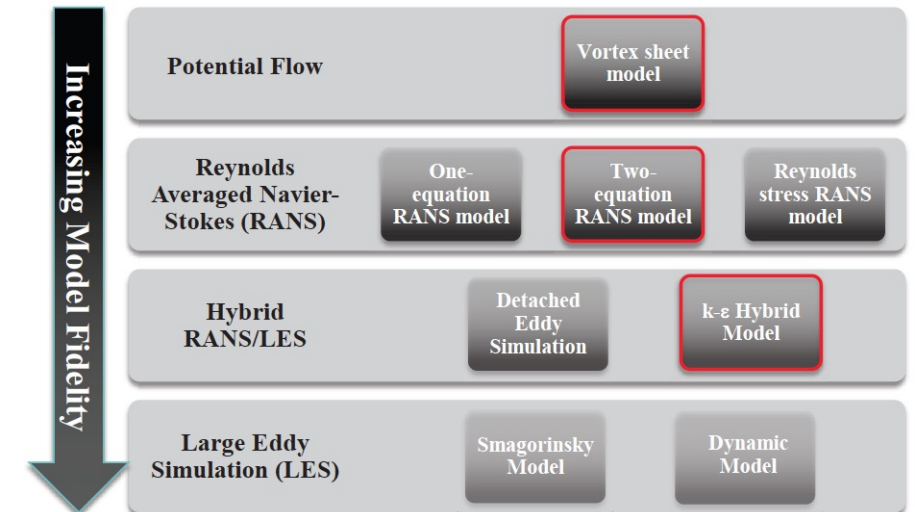 Increasing Model Fidelity
Potential Flow
Vortex sheet
model
Reynolds
Averaged Navier-
Stokes (RANS)
One-
equation
RANS model
Two-
equation
RANS model
Reynolds
stress RANS
model
Hybrid
RANS/LES
Detached
Eddy
Simulation
k-ε Hybrid
Model
Large Eddy
Simulation (LES)
Smagorinsky
Model
Dynamic
Model